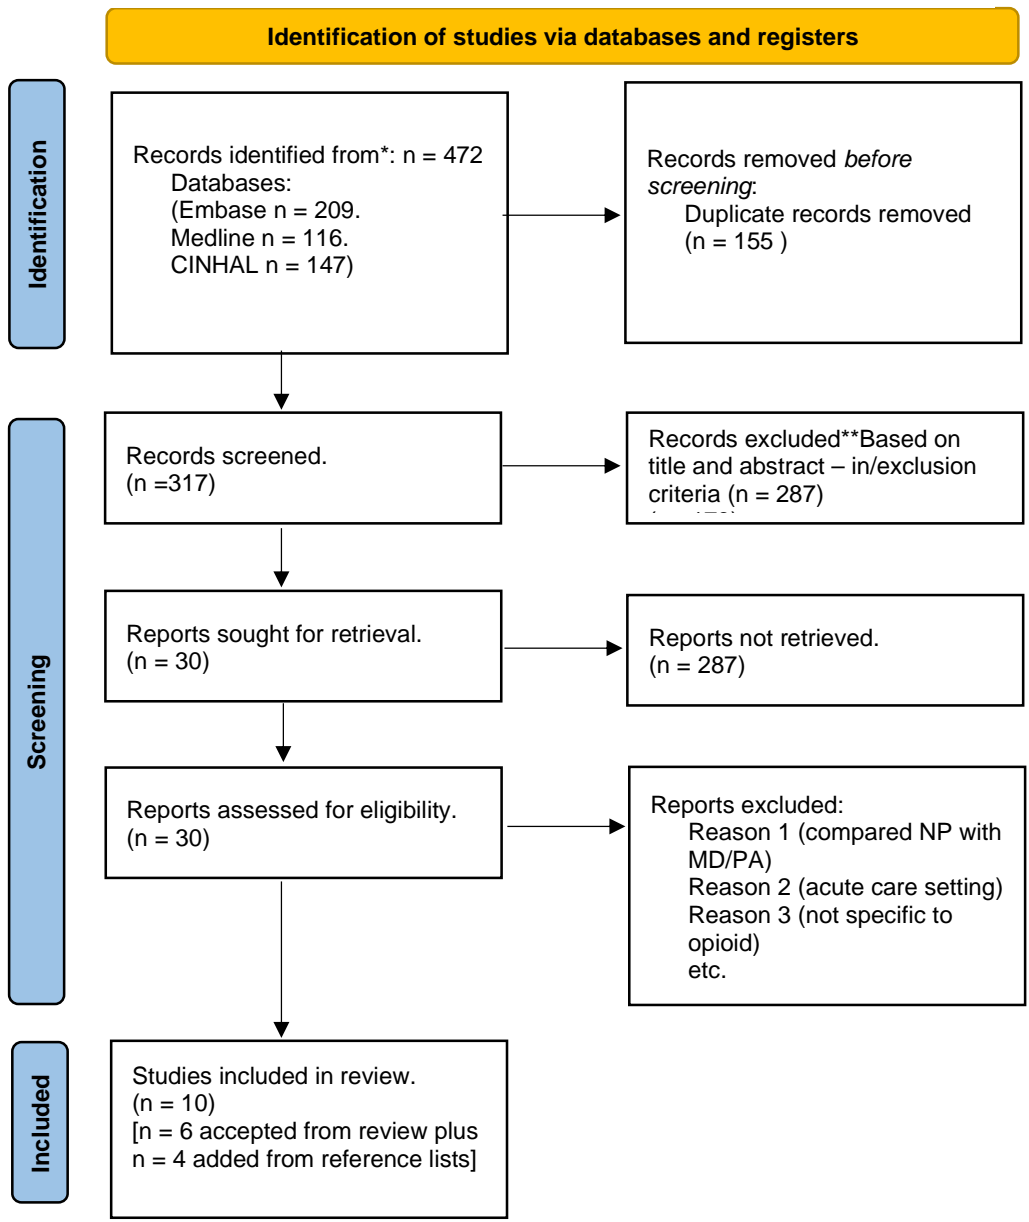 Identification of studies via databases and registers
Identification
Records identified from*: n = 472
Databases:
(Embase n = 209.
Medline n = 116.
CINHAL n = 147)
Records removed before
screening:
Duplicate records removed
(n = 155 )
Screening
Records screened.
(n =317)
Records excluded**Based on
title and abstract – in/exclusion
criteria (n = 287)
Reports sought for retrieval.
(n = 30)
Reports not retrieved.
(n = 287)
Reports assessed for eligibility.
(n = 30)
Reports excluded:
Reason 1 (compared NP with
MD/PA)
Reason 2 (acute care setting)
Reason 3 (not specific to
opioid)
etc.
Included
Studies included in review.
(n = 10)
[n = 6 accepted from review plus
n = 4 added from reference lists]